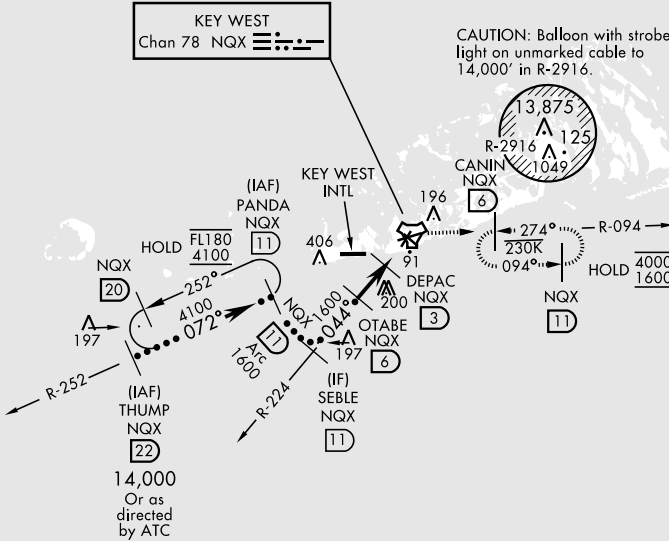 KEY WEST
Chan 78 NQX
CAUTION: Balloon with strobe
light on unmarked cable to
14,000' in R-2916.
13,875
125
R-2916
1049
CANIN
NQX
6
KEY WEST
INTL
196
(IAF)
PANDA
NQX
11
HOLD
FL180
4100
406
91
274°
R-094
230K
094°
HOLD
4000
1600
NQX
11
NQX
20
252°
4100
072°
197
NQX
11
Arc
1600
1600
044°
200
DEPAC
NQX
3
OTABE
NQX
6
197
R-252
R-224
(IF)
SEBLE
NQX
11
(IAF)
THUMP
NQX
22
14,000
Or as
directed
by ATC